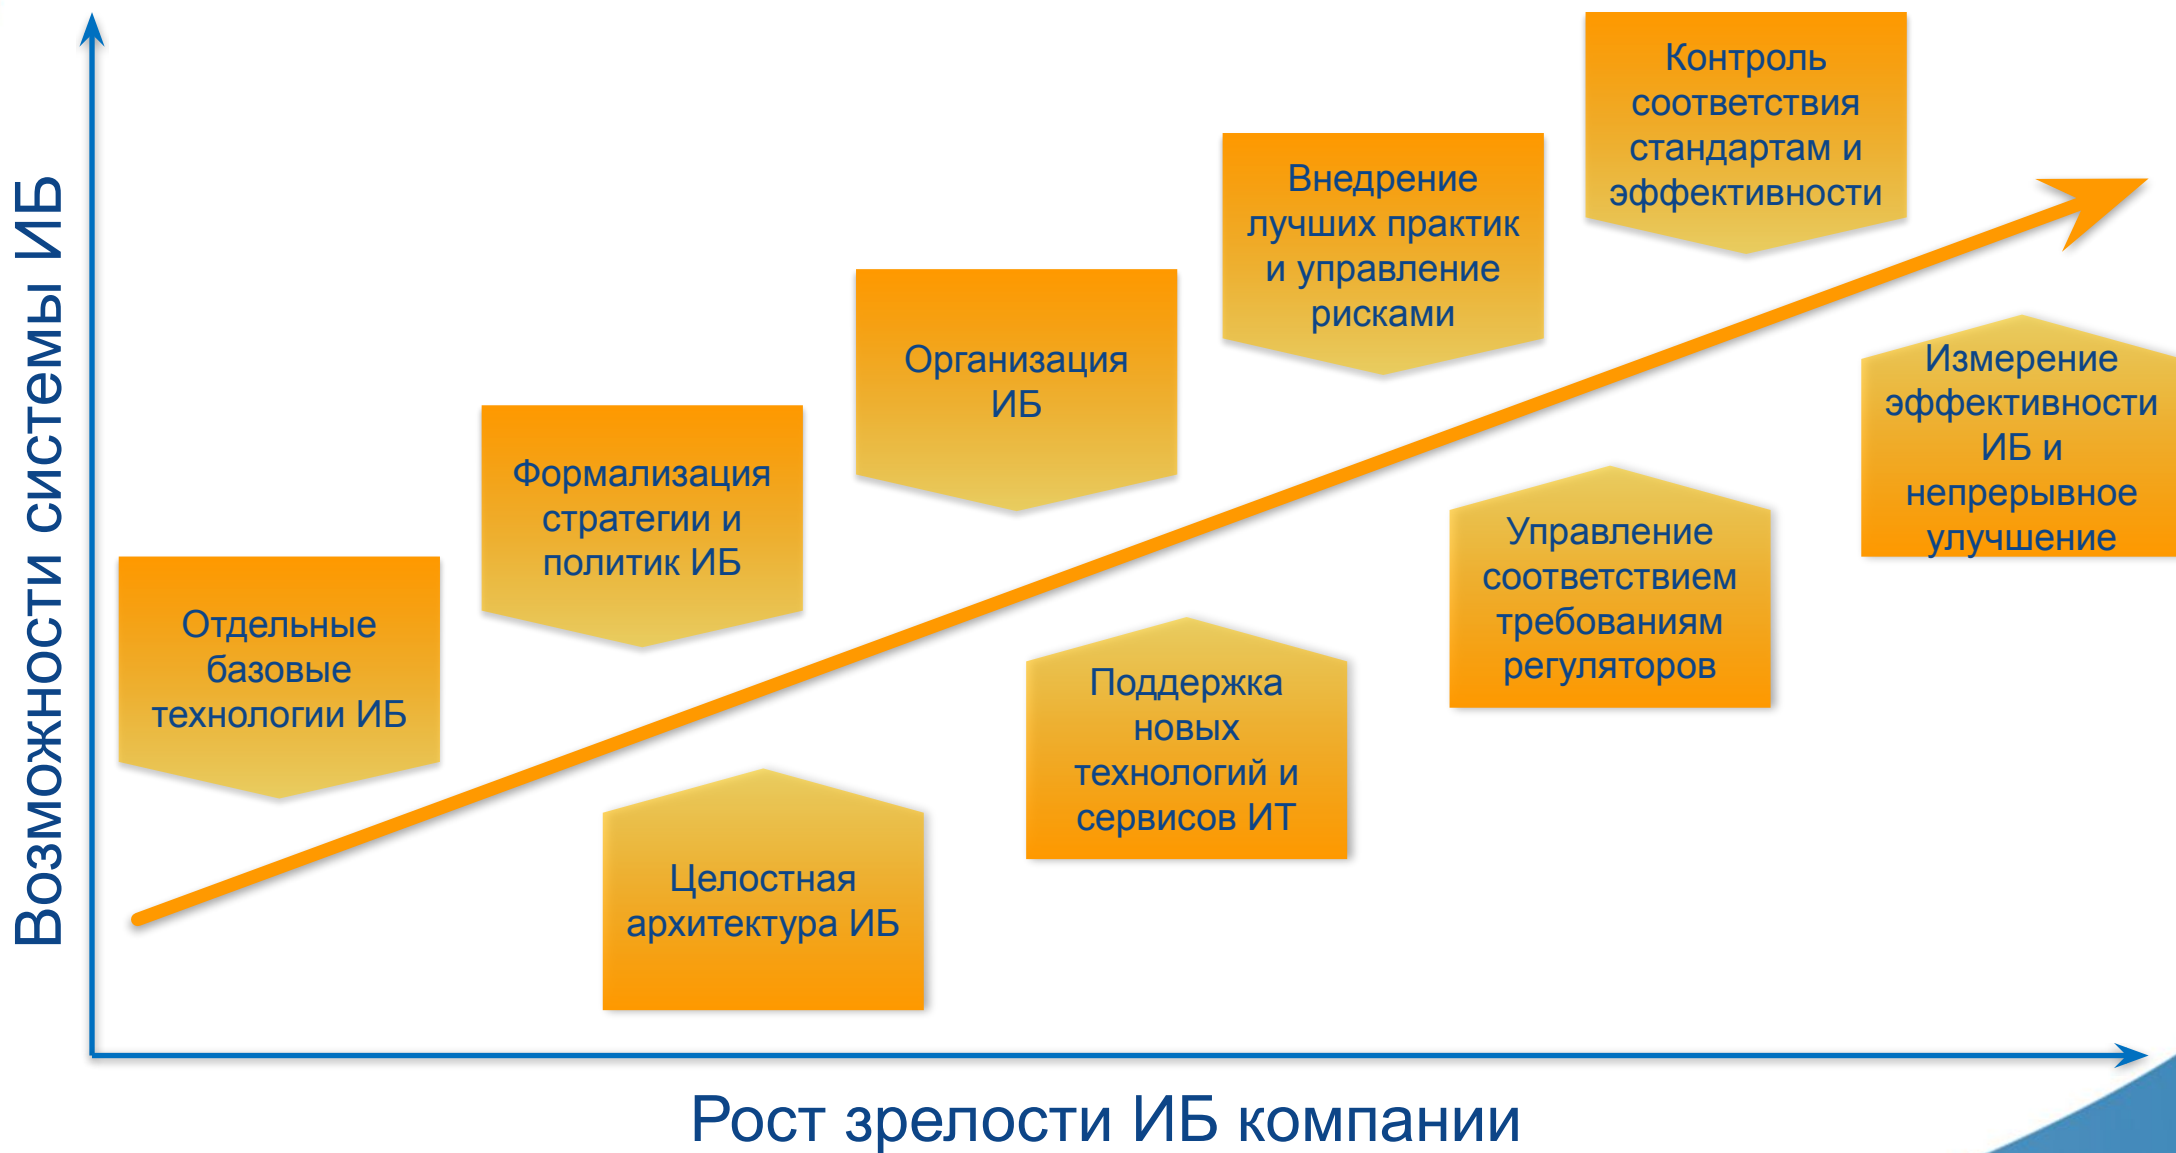 Возможности системы ИБ
Отдельные
базовые
технологии ИБ
Формализация
стратегии и
политик ИБ
Организация
ИБ
Внедрение
лучших практик
и управление
рисками
Контроль
соответствия
стандартам и
эффективности
Целостная
архитектура ИБ
Поддержка
новых
технологий и
сервисов ИТ
Управление
соответствием
требованиям
регуляторов
Измерение
эффективности
ИБ и
непрерывное
улучшение
Рост зрелости ИБ компании